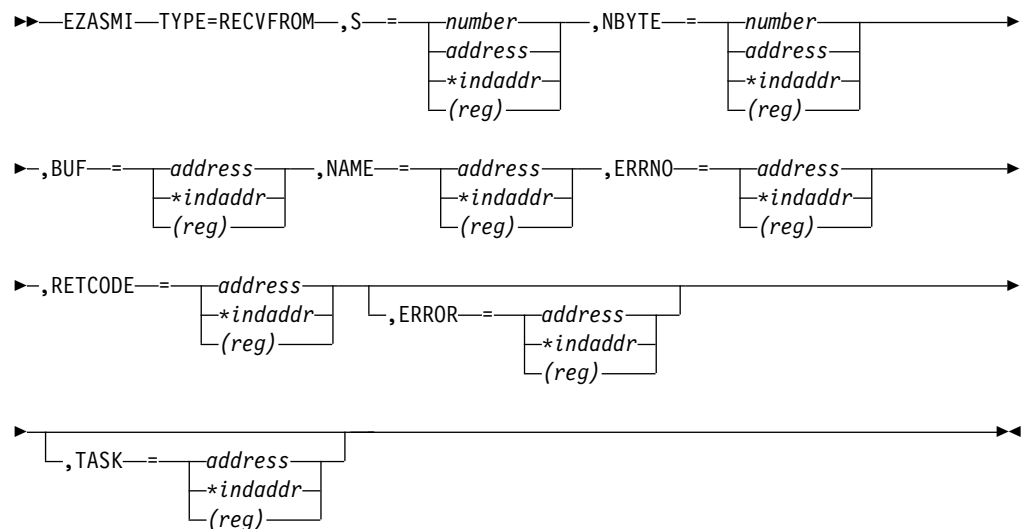 EZASMI TYPE=RECVFROM ,S = number ,NBYTE = number
address address
*indaddr *indaddr
(reg) (reg)
,BUF = address ,NAME = address ,ERRNO = address
*indaddr *indaddr *indaddr
(reg) (reg) (reg)
,RETCODE = address
*indaddr ,ERROR = address
(reg) *indaddr
(reg)
,TASK = address
*indaddr
(reg)